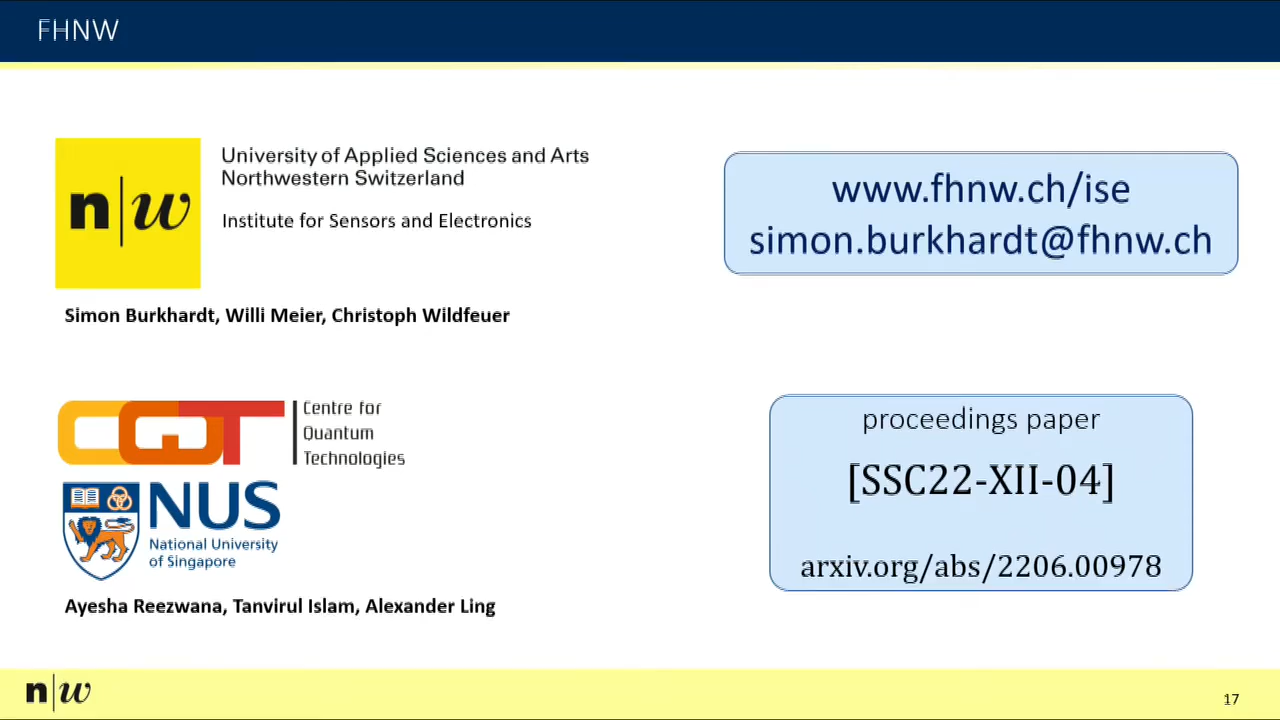 FHNW
n|w
University of Applied Sciences and Arts
Northwestern Switzerland
Institute for Sensors and Electronics
Simon Burkhardt, Willi Meier, Christoph Wildfeuer
www.fhnw.ch/ise
simon.burkhardt@fhnw.ch
CQT
Centre for
Quantum
Technologies
NUS
National University
of Singapore
Ayesha Reezwana, Tanvirul Islam, Alexander Ling
proceedings paper
[SSC22-XII-04]
arxiv.org/abs/2206.00978
n|w
17